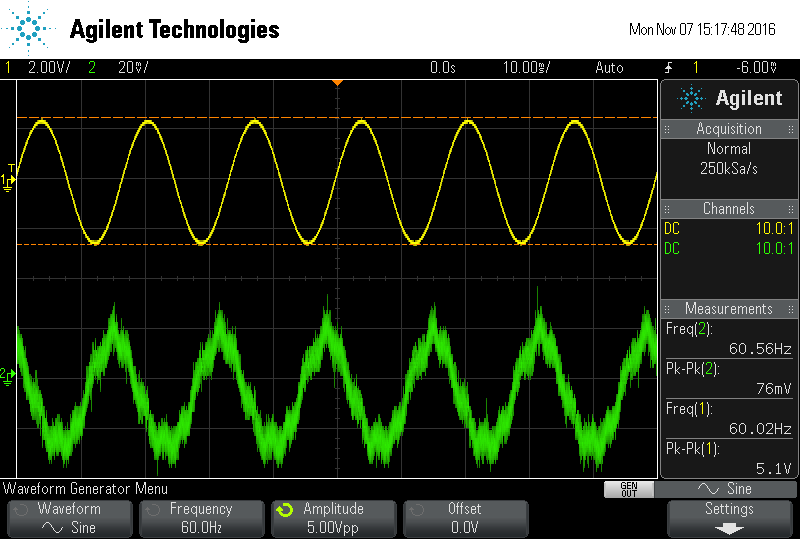 Agilent Technologies
Mon Nov 07 15:17:48 2016
1 2.00V/ 2 20mV/ 0.0s 10.00ms/ Auto 1 -6.00mV
Agilent
Acquisition
Normal
250kSa/s
Channels
DC 10.0:1
DC 10.0:1
Measurements
Freq(2):
60.56Hz
Pk-Pk(2):
76mV
Freq(1):
60.02Hz
Pk-Pk(1):
5.1V
T
1
2
Waveform Generator Menu
GEN OUT
Sine
Waveform
Sine
Frequency
60.0Hz
Amplitude
5.00Vpp
Offset
0.0V
Settings